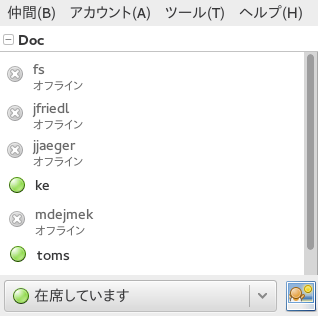 仲間(B) アカウント(A) ツール(T) ヘルプ(H)
Doc
fs
オフライン
jfriedl
オフライン
jjaeger
オフライン
ke
mdejmek
オフライン
toms
在席しています